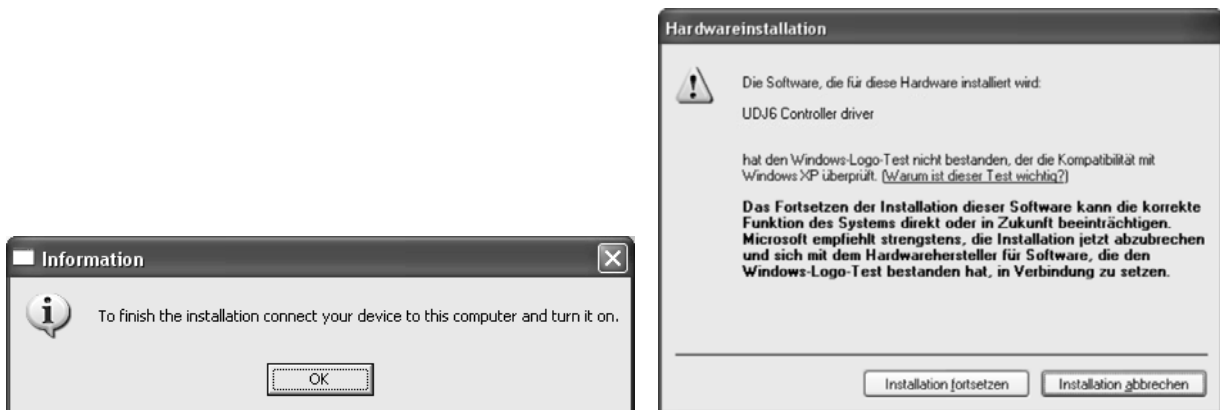 Information
To finish the installation connect your device to this computer and turn it on.
OK
Hardwareinstallation
Die Software, die für diese Hardware installiert wird:
UDJ6 Controller driver
hat den Windows-Logo-Test nicht bestanden, der die Kompatibilität mit
Windows XP überprüft. (Warum ist dieser Test wichtig?)
Das Fortsetzen der Installation dieser Software kann die korrekte
Funktion des Systems direkt oder in Zukunft beeinträchtigen.
Microsoft empfiehlt strengstens, die Installation jetzt abzubrechen
und sich mit dem Hardwarehersteller für Software, die den
Windows-Logo-Test bestanden hat, in Verbindung zu setzen.
Installation fortsetzen
Installation abbrechen